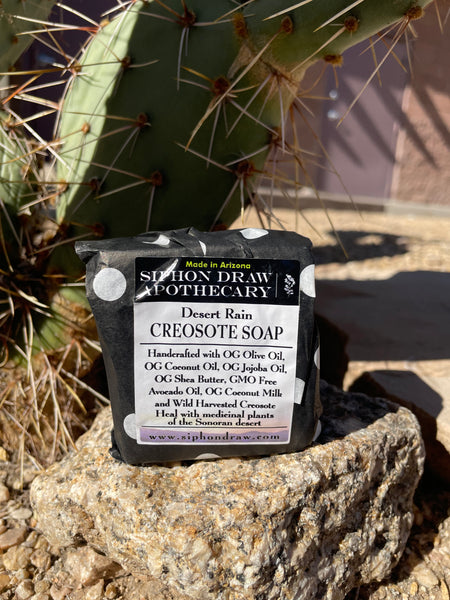 Made in Arizona
SIPHON DRAW
APOTHECARY
Desert Rain
CREOSOTE SOAP
Handcrafted with OG Olive Oil,
OG Coconut Oil, OG Jojoba Oil,
OG Shea Butter, GMO Free
Avocado Oil, OG Coconut Milk
and Wild Harvested Creosote
Heal with medicinal plants
of the Sonoran desert
www.siphondraw.com